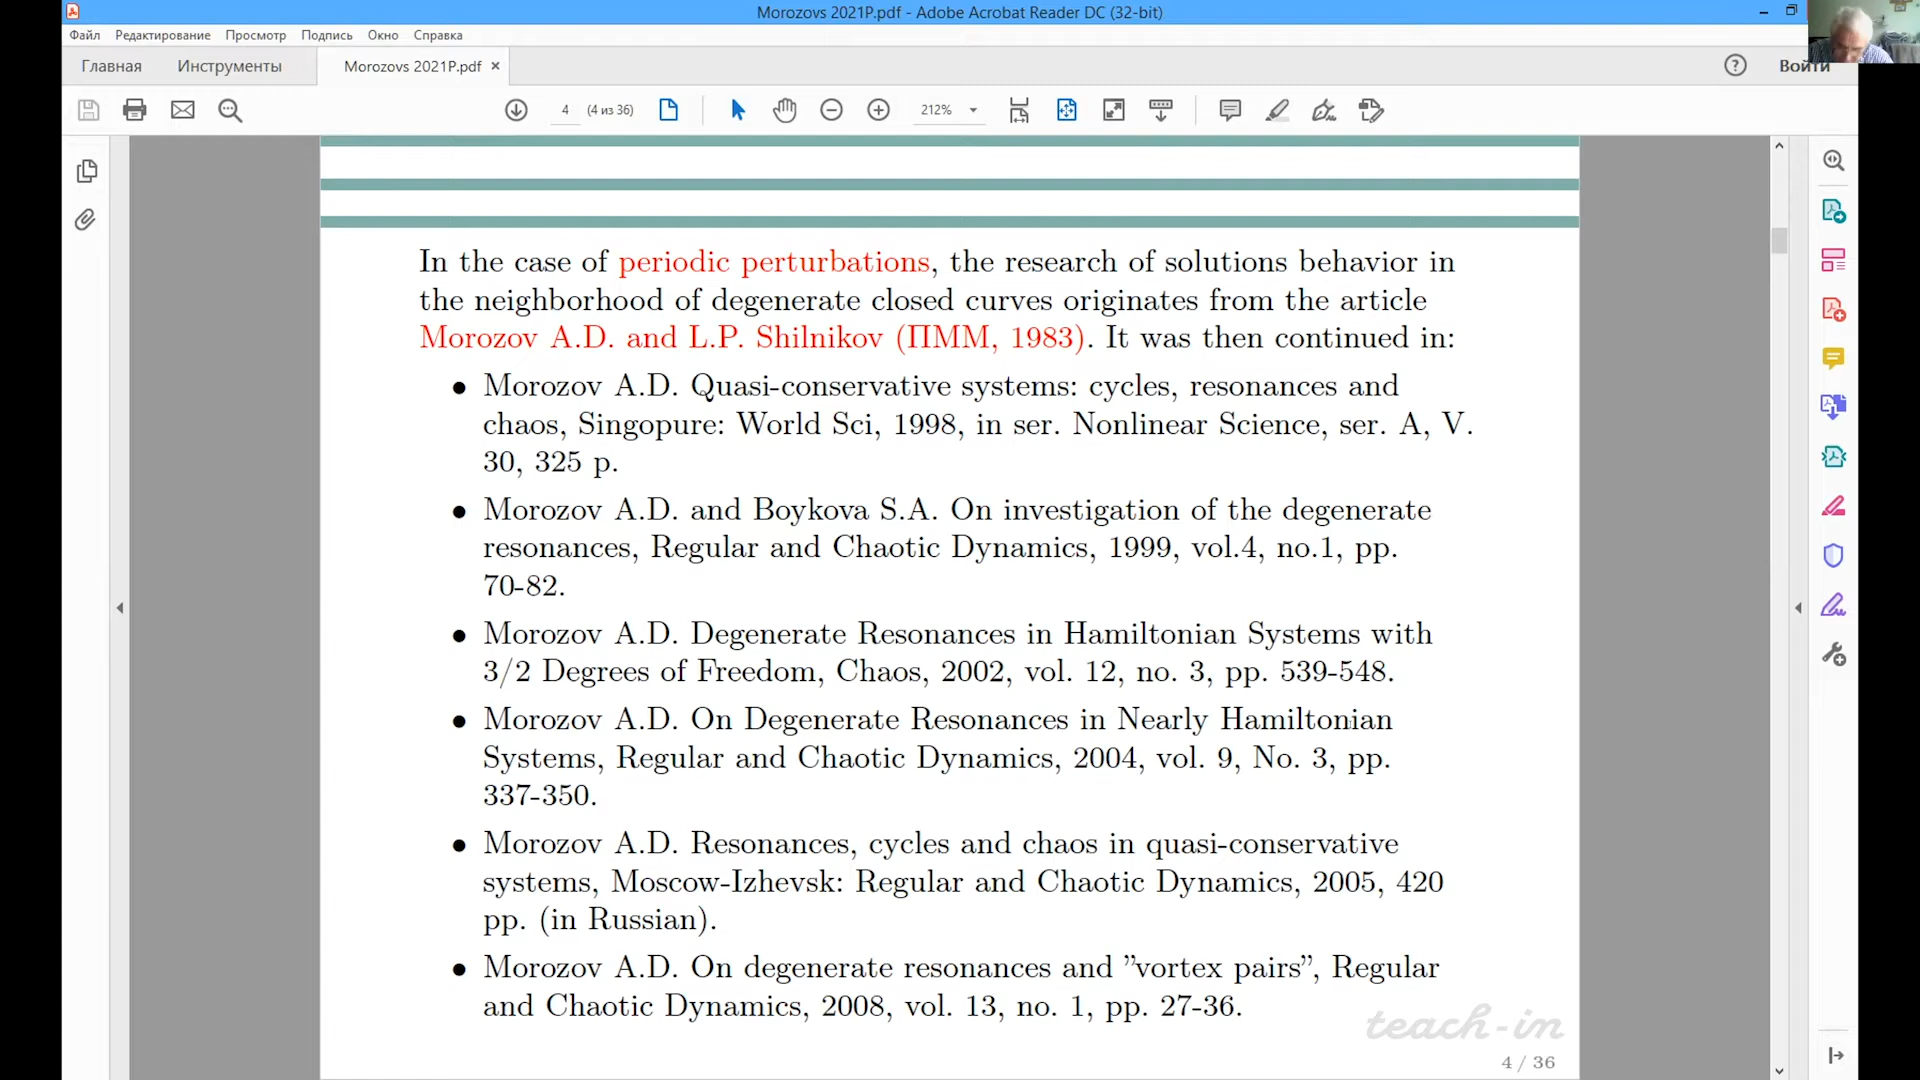 Morozovs 2021P.pdf - Adobe Acrobat Reader DC (32-bit)
Файл Редактирование Просмотр Подпись Окно Справка
Главная Инструменты Morozovs 2021P.pdf × ? Войти
4 (4 из 36) 212%
In the case of periodic perturbations, the research of solutions behavior in
the neighborhood of degenerate closed curves originates from the article
Morozov A.D. and L.P. Shilnikov (ПММ, 1983). It was then continued in:
• Morozov A.D. Quasi-conservative systems: cycles, resonances and
chaos, Singopure: World Sci, 1998, in ser. Nonlinear Science, ser. A, V.
30, 325 p.
• Morozov A.D. and Boykova S.A. On investigation of the degenerate
resonances, Regular and Chaotic Dynamics, 1999, vol.4, no.1, pp.
70-82.
• Morozov A.D. Degenerate Resonances in Hamiltonian Systems with
3/2 Degrees of Freedom, Chaos, 2002, vol. 12, no. 3, pp. 539-548.
• Morozov A.D. On Degenerate Resonances in Nearly Hamiltonian
Systems, Regular and Chaotic Dynamics, 2004, vol. 9, No. 3, pp.
337-350.
• Morozov A.D. Resonances, cycles and chaos in quasi-conservative
systems, Moscow-Izhevsk: Regular and Chaotic Dynamics, 2005, 420
pp. (in Russian).
• Morozov A.D. On degenerate resonances and ”vortex pairs”, Regular
and Chaotic Dynamics, 2008, vol. 13, no. 1, pp. 27-36.
teach-in
4 / 36